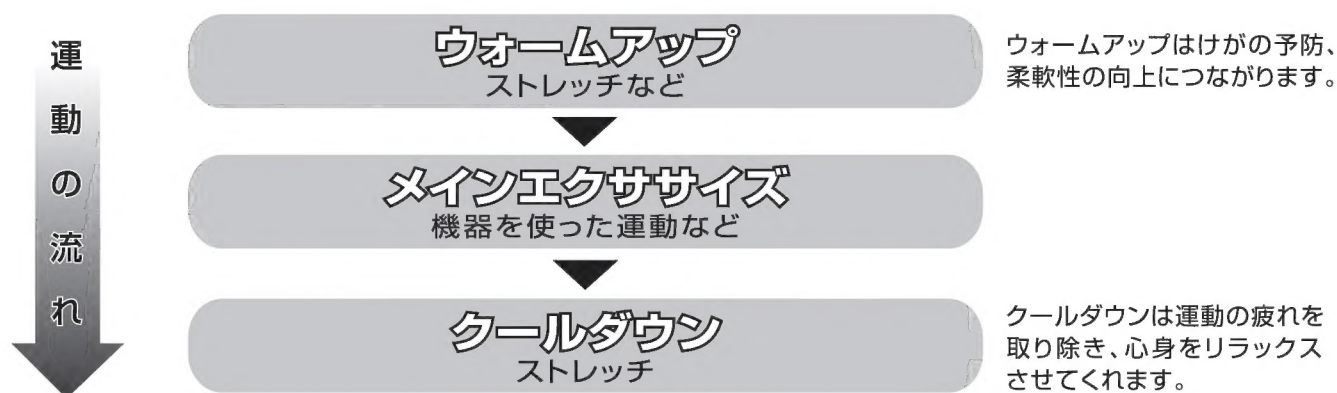 運動の流れ
ウォームアップ
ストレッチなど
ウォームアップはけがの予防、
柔軟性の向上につながります。
メインエクササイズ
機器を使った運動など
クールダウン
ストレッチ
クールダウンは運動の疲れを
取り除き、心身をリラックス
させてくれます。